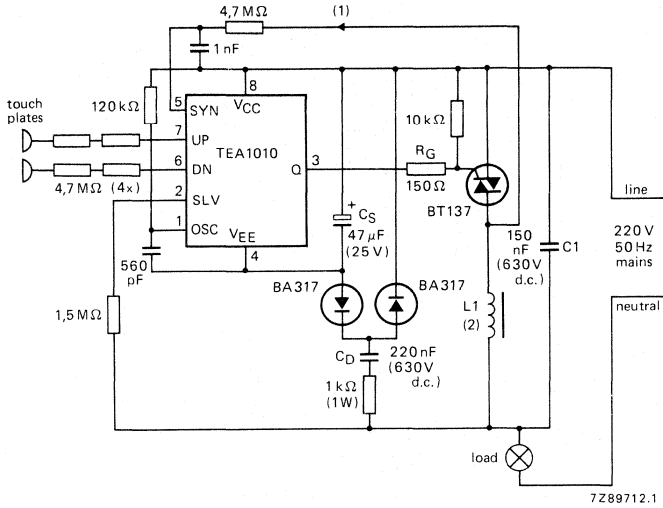 4,7 MΩ
(1)
1 nF
8
5
SYN
VCC
touch
plates
120 kΩ
7
UP
TEA1010
10 kΩ
6
DN
Q
3
RG
4,7 MΩ
(4x)
2
SLV
150 Ω
BT137
line
1
OSC
VEE
4
+
CS
47 µF
(25 V)
150
nF
(630V
d.c.)
C1
220 V
50 Hz
mains
560
pF
BA317
BA317
L1
(2)
neutral
1,5 MΩ
CD
220 nF
(630V
d.c.)
1 kΩ
(1W)
load
7Z89712.1